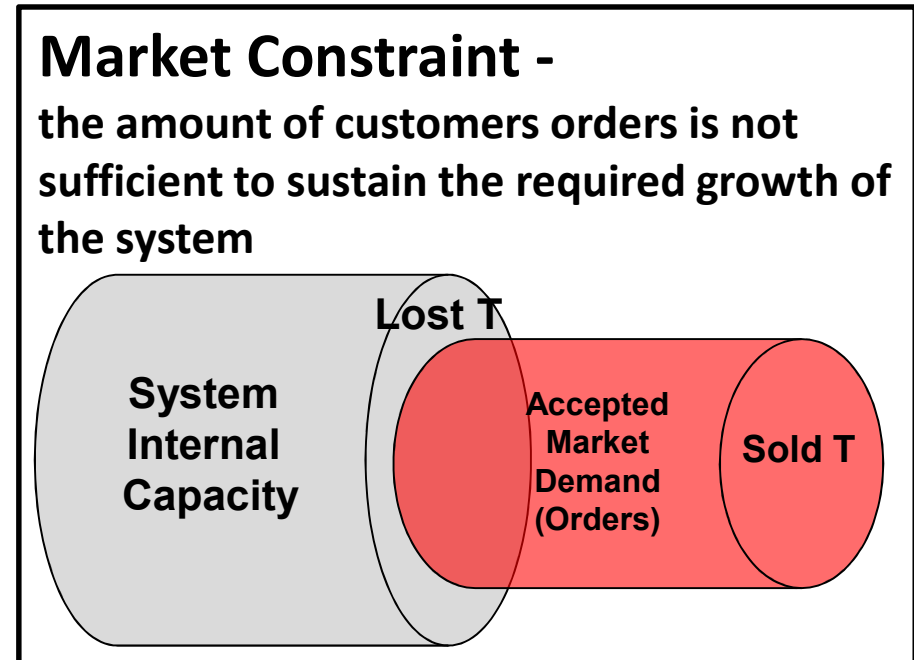 Market Constraint -
the amount of customers orders is not
sufficient to sustain the required growth of
the system
Lost T
System
Internal
Capacity
Accepted
Market
Demand
(Orders)
Sold T